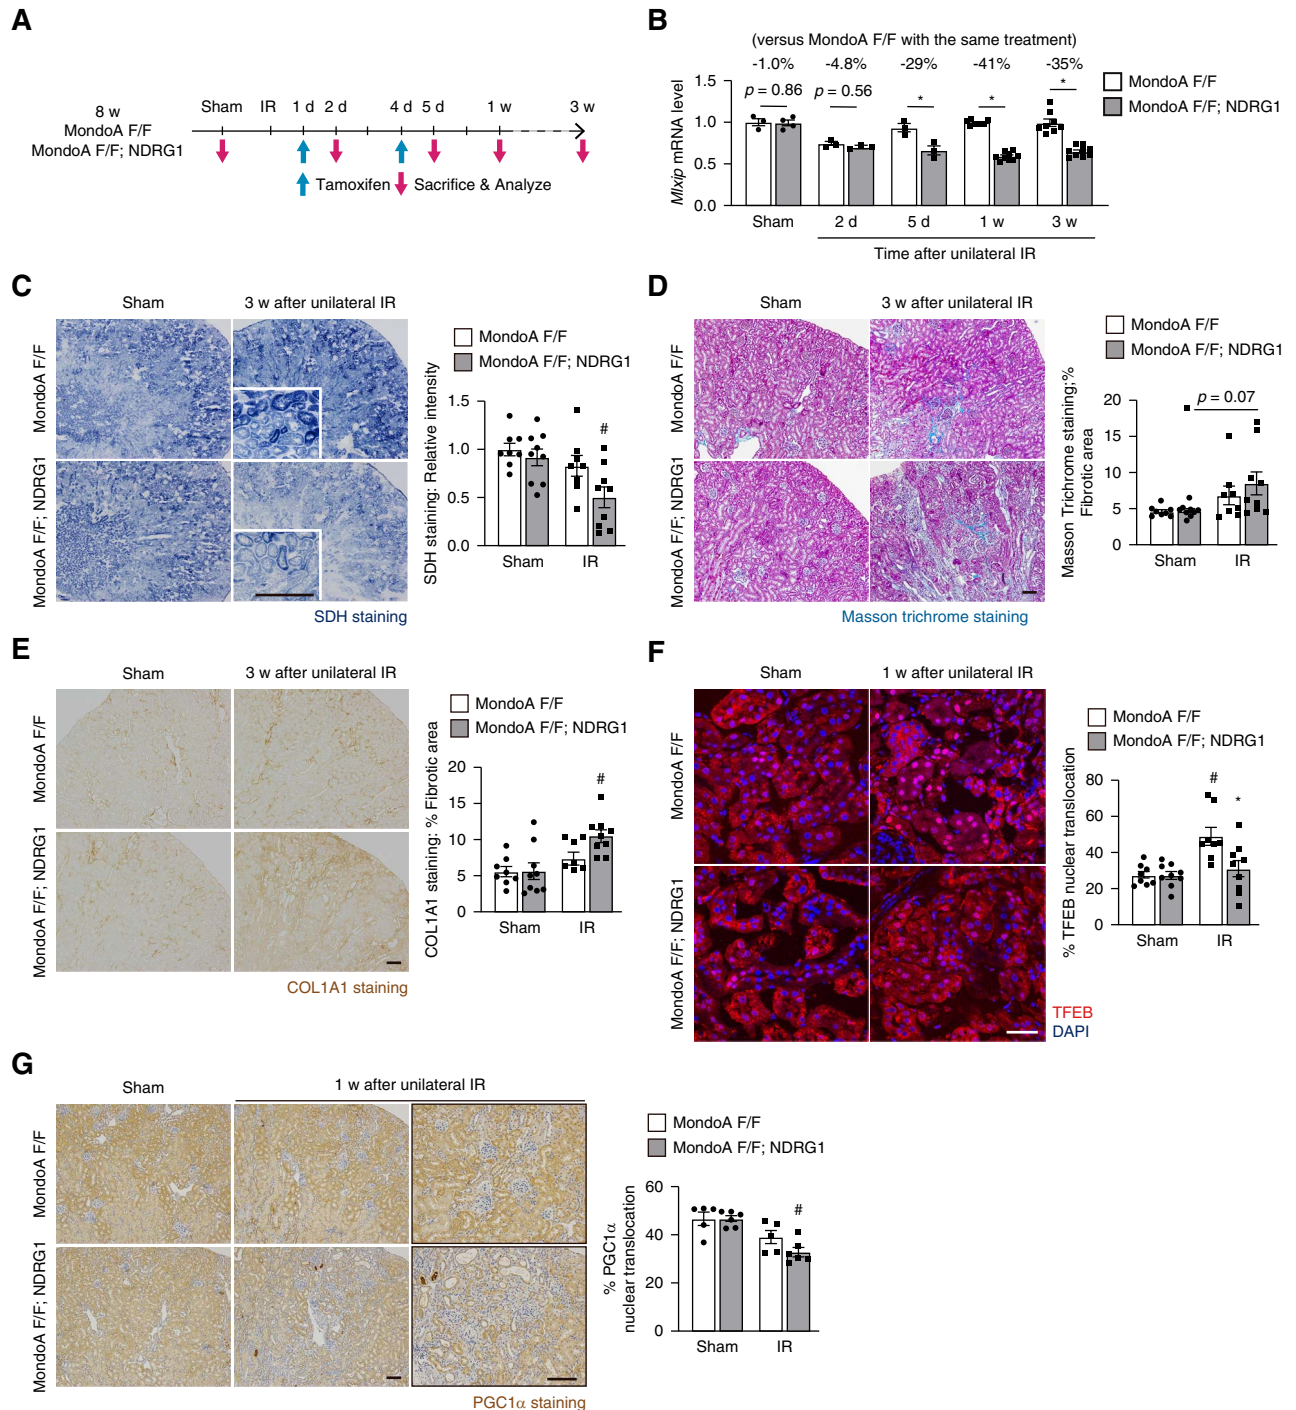 A
8 w
MondoA F/F
MondoA F/F; NDRG1
Sham IR 1 d 2 d 4 d 5 d 1 w 3 w
Tamoxifen Sacrifice & Analyze
B
(versus MondoA F/F with the same treatment)
-1.0% -4.8% -29% -41% -35%
p = 0.86 p = 0.56 * * *
MondoA F/F
MondoA F/F; NDRG1
Mlxip mRNA level
1.5
1.0
0.5
0.0
Sham 2 d 5 d 1 w 3 w
Time after unilateral IR
C
Sham 3 w after unilateral IR
MondoA F/F
MondoA F/F; NDRG1
SDH staining
MondoA F/F
MondoA F/F; NDRG1
SDH staining: Relative intensity
1.5
1.0
0.5
0.0
#
Sham IR
D
Sham 3 w after unilateral IR
MondoA F/F
MondoA F/F; NDRG1
Masson trichrome staining
MondoA F/F
MondoA F/F; NDRG1
Masson Trichrome staining;%
Fibrotic area
20
15
10
5
0
p = 0.07
Sham IR
E
Sham 3 w after unilateral IR
MondoA F/F
MondoA F/F; NDRG1
COL1A1 staining
MondoA F/F
MondoA F/F; NDRG1
COL1A1 staining: % Fibrotic area
20
15
10
5
0
#
Sham IR
F
Sham 1 w after unilateral IR
MondoA F/F
MondoA F/F; NDRG1
TFEB
DAPI
MondoA F/F
MondoA F/F; NDRG1
% TFEB nuclear translocation
80
60
40
20
0
# *
Sham IR
G
Sham 1 w after unilateral IR
MondoA F/F
MondoA F/F; NDRG1
PGC1α staining
MondoA F/F
MondoA F/F; NDRG1
% PGC1α
nuclear translocation
60
40
20
0
#
Sham IR